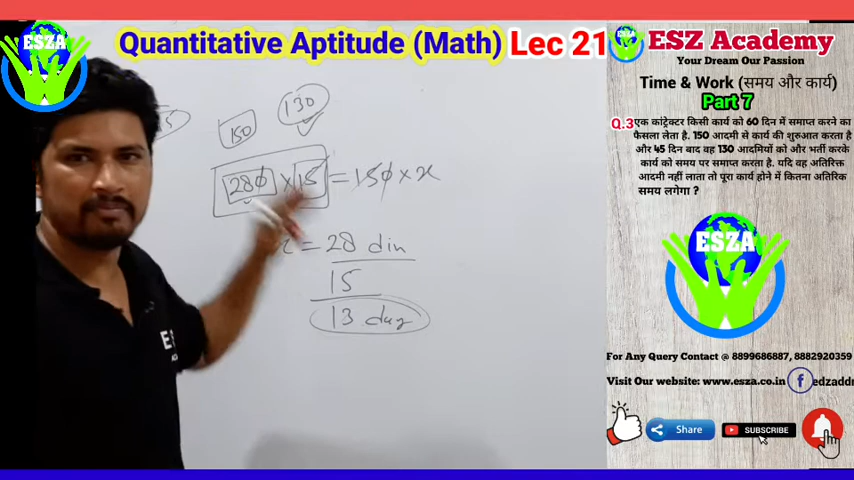 ESZA
Quantitative Aptitude (Math) Lec 21
ESZ Academy
Your Dream Our Passion
Time & Work (समय और कार्य)
Part 7
Q.3 एक कांट्रेक्टर किसी कार्य को 60 दिन में समाप्त करने का
फैसला लेता है. 150 आदमी से कार्य की शुरुआत करता है
और 45 दिन बाद वह 130 आदमियों को और भर्ती करके
कार्य को समय पर समाप्त करता है. यदि वह अतिरिक्त
आदमी नहीं लाता तो पूरा कार्य होने में कितना अतिरिक्त
समय लगेगा ?
150 130
280 × 15 = 150 × x
= 28 din
15
13 day
ES
ESZA
For Any Query Contact @ 8899686887, 8882920359
Visit Our website: www.esza.co.in f edzaddr
Share
SUBSCRIBE